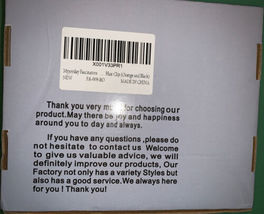 X001V33PR1
Hair Clip (Orange and Black)
NEW
MADE IN CHINA
Thank you very for choosing our
product.May there be joy and happiness
around you to day and always.
If you have any questions ,please do
not hesitate to contact us Welcome
to give us valuable advice, we will
definitely improve our products, Our
Factory not only has a variety Styles but
also has a good service.We always here
for you ! Thank you!